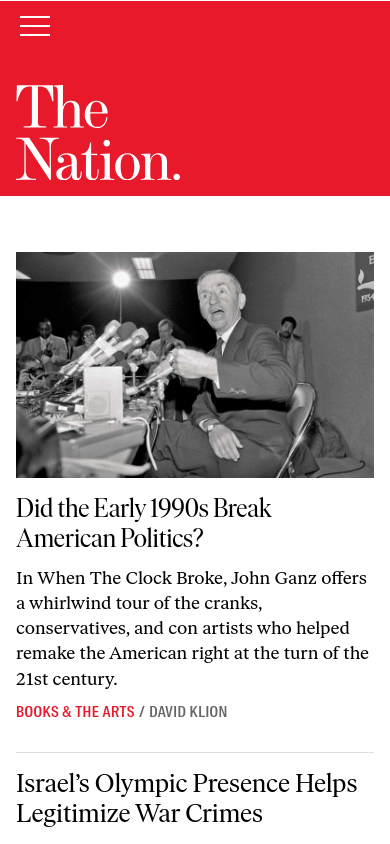 The
Nation.
Did the Early 1990s Break
American Politics?
In When The Clock Broke, John Ganz offers
a whirlwind tour of the cranks,
conservatives, and con artists who helped
remake the American right at the turn of the
21st century.
BOOKS & THE ARTS / DAVID KLION
Israel’s Olympic Presence Helps
Legitimize War Crimes